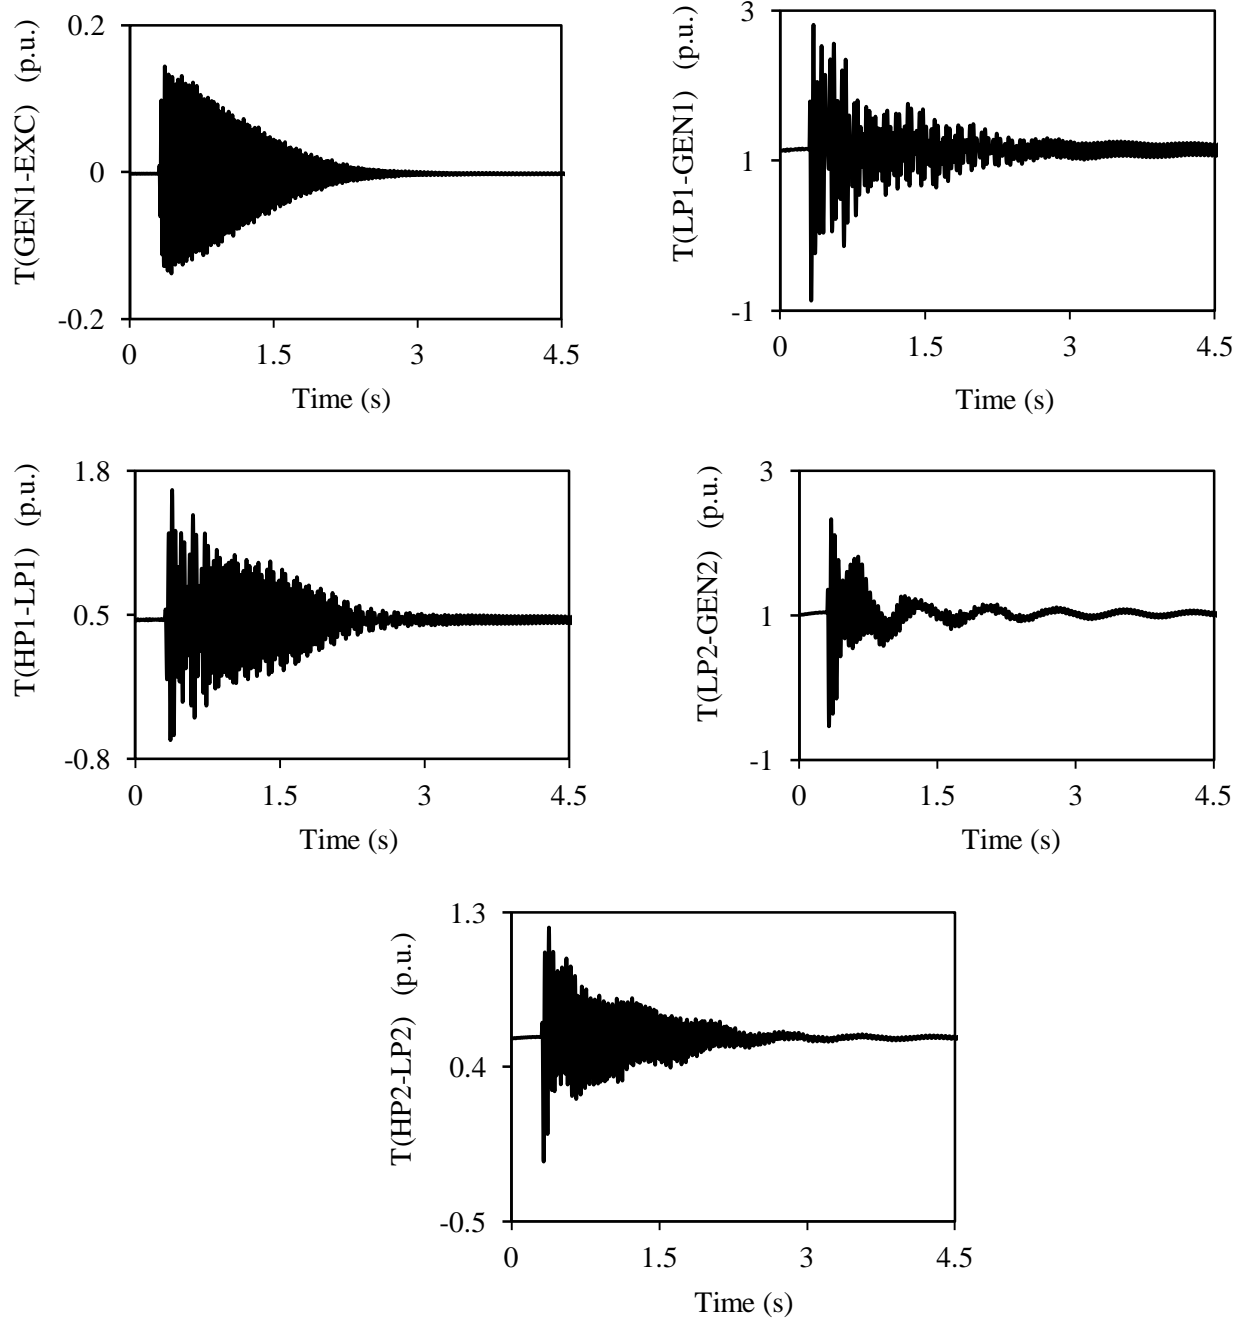 T(GEN1-EXC) (p.u.)
0.2
0
-0.2
0 1.5 3 4.5
Time (s)
T(LP1-GEN1) (p.u.)
3
1
-1
0 1.5 3 4.5
Time (s)
T(HP1-LP1) (p.u.)
1.8
0.5
-0.8
0 1.5 3 4.5
Time (s)
T(LP2-GEN2) (p.u.)
3
1
-1
0 1.5 3 4.5
Time (s)
T(HP2-LP2) (p.u.)
1.3
0.4
-0.5
0 1.5 3 4.5
Time (s)